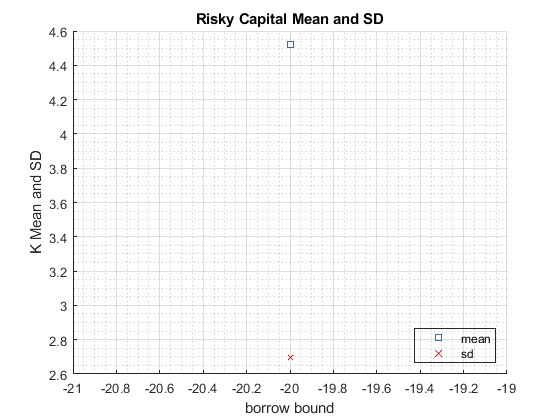 Risky Capital Mean and SD
4.6
4.4
4.2
4
3.8
3.6
3.4
3.2
3
2.8
2.6
K Mean and SD
mean
sd
-21 -20.8 -20.6 -20.4 -20.2 -20 -19.8 -19.6 -19.4 -19.2 -19
borrow bound